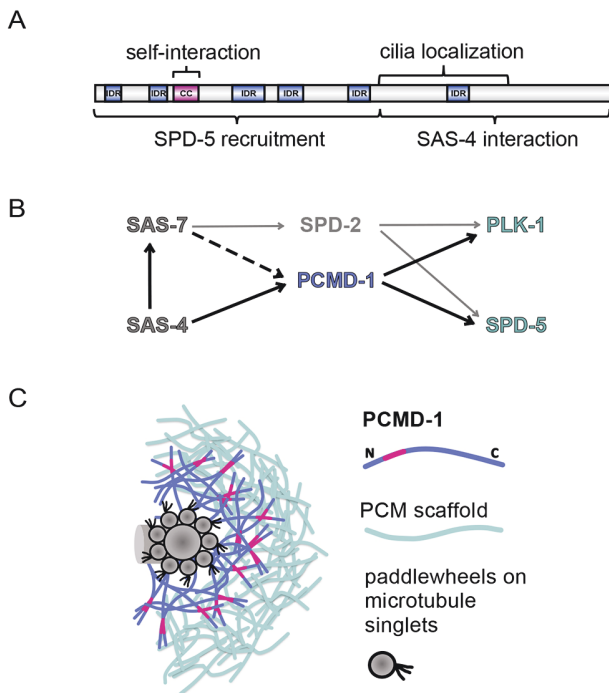 A
self-interaction
cilia localization
IDR IDR CC IDR IDR IDR IDR
SPD-5 recruitment
SAS-4 interaction
B
SAS-7
SPD-2
PLK-1
PCMD-1
SAS-4
SPD-5
C
PCMD-1
N C
PCM scaffold
paddlewheels on
microtubule
singlets